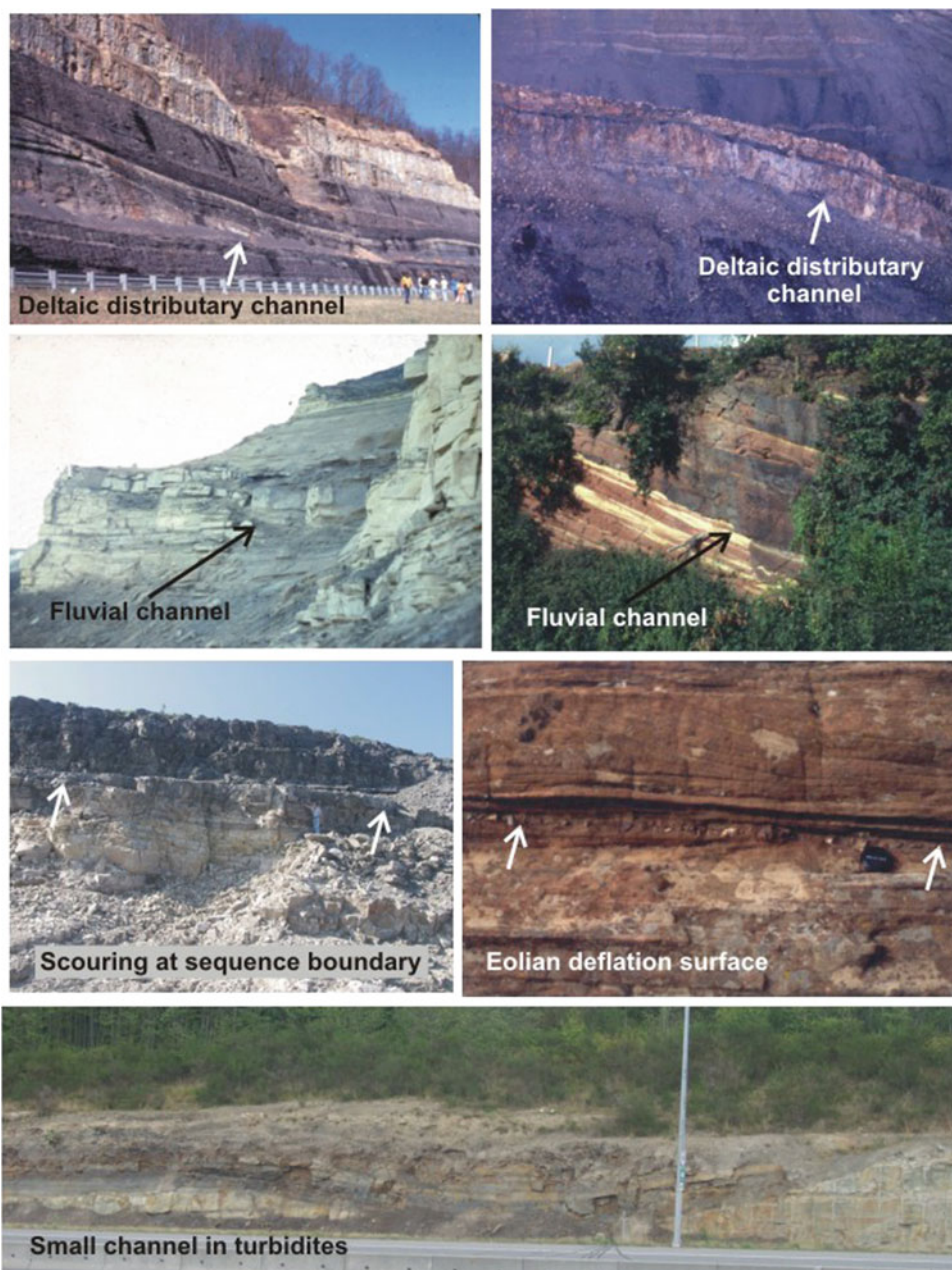 Deltaic distributary channel
Deltaic distributary
channel
Fluvial channel
Fluvial channel
Scouring at sequence boundary
Eolian deflation surface
Small channel in turbidites